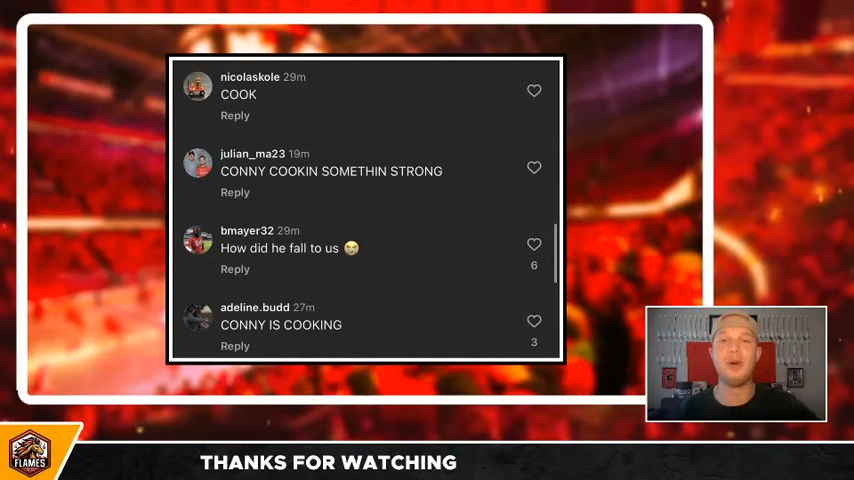 nicolaskole 29m
COOK
Reply
julian_ma23 19m
CONNY COOKIN SOMETHIN STRONG
Reply
bmayer32 29m
How did he fall to us 😭
6
Reply
adeline.budd 27m
CONNY IS COOKING
3
Reply
FLAMES
THANKS FOR WATCHING